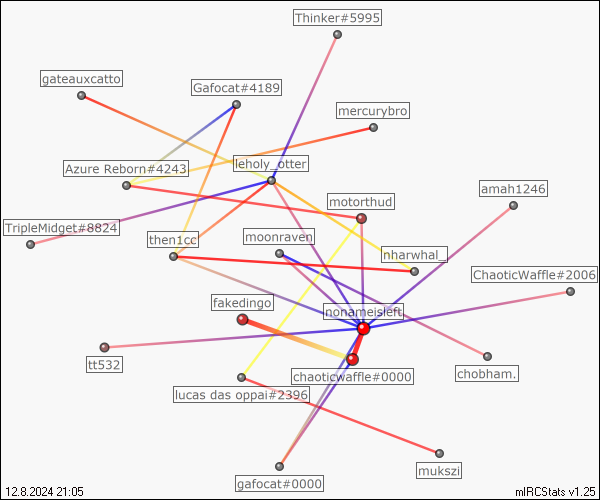 Thinker#5995
gateauxcatto
Gafocat#4189
mercurybro
leholy_otter
Azure Reborn#4243
amah1246
motorthud
TripleMidget#8824
then1cc
moonraven
nharwhal_
ChaoticWaffle#2006
fakedingo
nonameisleft
tt532
chaoticwaffle#0000
chobham.
lucas das oppai#2396
mukszi
gafocat#0000
12.8.2024 21:05
mIRCStats v1.25